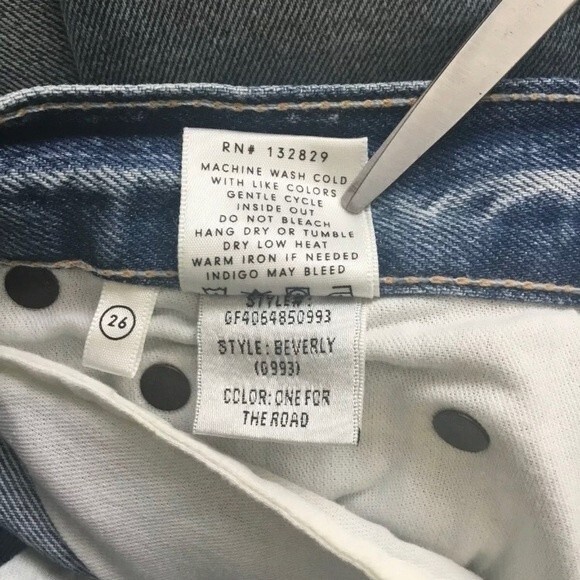 RN# 132829
MACHINE WASH COLD
WITH LIKE COLORS
GENTLE CYCLE
INSIDE OUT
DO NOT BLEACH
HANG DRY OR TUMBLE
DRY LOW HEAT
WARM IRON IF NEEDED
INDIGO MAY BLEED
STYLE#:
GF4064850993
STYLE: BEVERLY
(0993)
COLOR: ONE FOR
THE ROAD
26